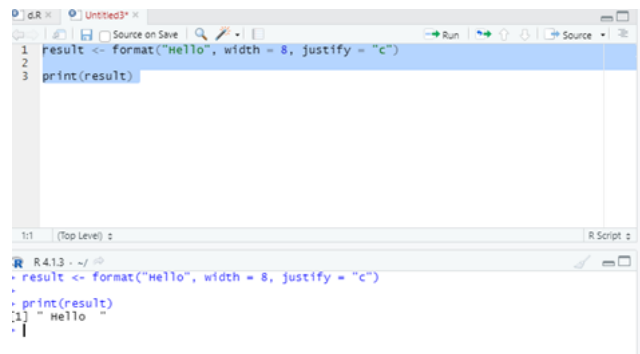 d.R
Untitled3*
Source on Save
Run
Source
1 result <- format("Hello", width = 8, justify = "c")
2
3 print(result)
1:1
(Top Level)
R Script
R 4.1.3 · ~/
> result <- format("Hello", width = 8, justify = "c")
>
> print(result)
[1] " Hello  "
>